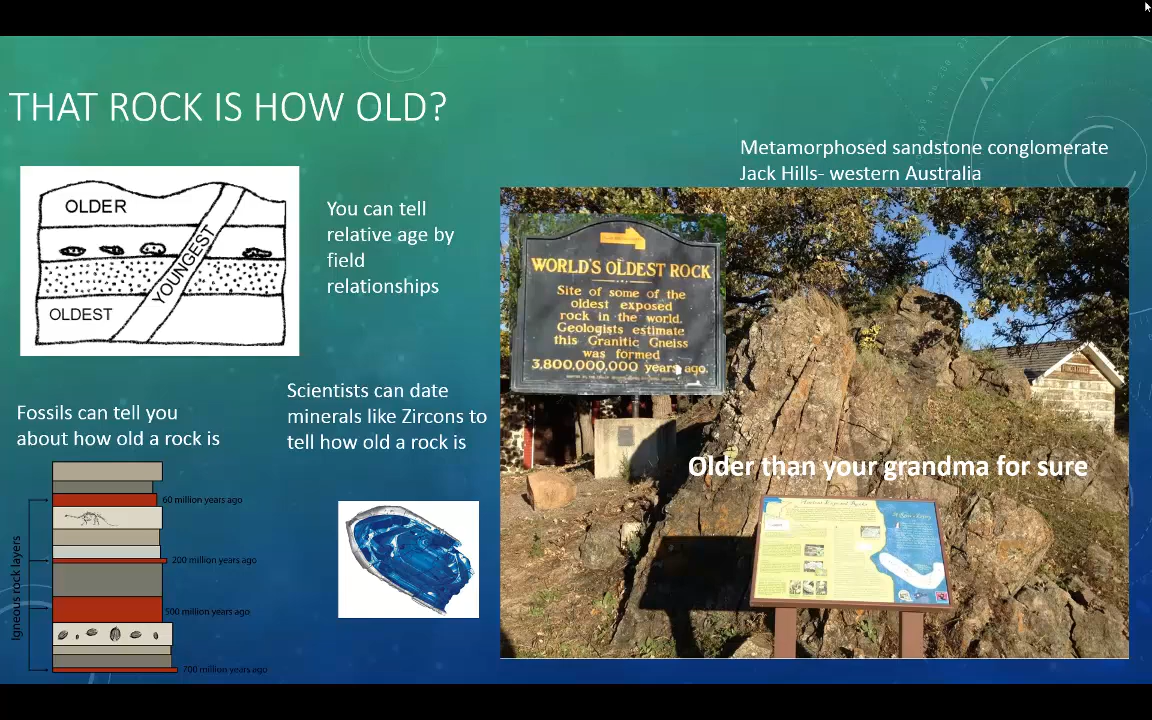 THAT ROCK IS HOW OLD?
Metamorphosed sandstone conglomerate
Jack Hills- western Australia
OLDER
YOUNGEST
OLDEST
You can tell
relative age by
field
relationships
WORLD'S OLDEST ROCK
Site of some of the
oldest exposed
rock in the world.
Geologists estimate
this Granitic Gneiss
was formed
3,800,000,000 years ago.
Scientists can date
minerals like Zircons to
tell how old a rock is
Fossils can tell you
about how old a rock is
Older than your grandma for sure
60 million years ago
200 million years ago
500 million years ago
700 million years ago
Igneous rock layers